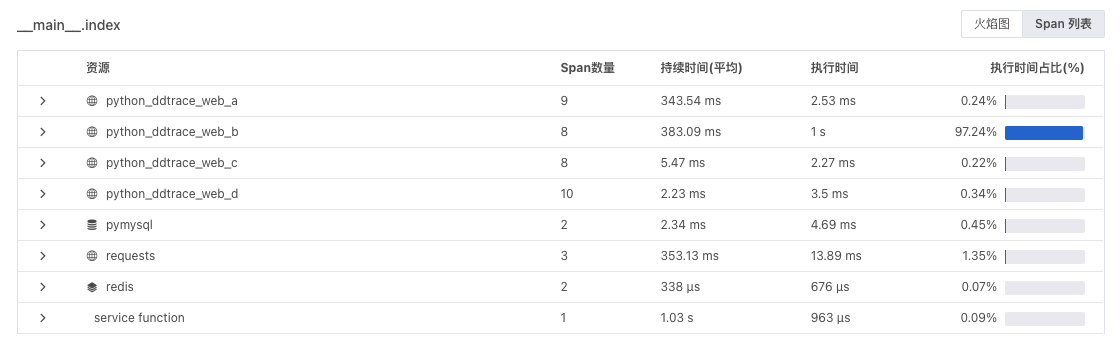 __main__.index
火焰图 Span 列表
资源 Span数量 持续时间(平均) 执行时间 执行时间占比(%)
python_ddtrace_web_a 9 343.54 ms 2.53 ms 0.24%
python_ddtrace_web_b 8 383.09 ms 1 s 97.24%
python_ddtrace_web_c 8 5.47 ms 2.27 ms 0.22%
python_ddtrace_web_d 10 2.23 ms 3.5 ms 0.34%
pymysql 2 2.34 ms 4.69 ms 0.45%
requests 3 353.13 ms 13.89 ms 1.35%
redis 2 338 μs 676 μs 0.07%
service function 1 1.03 s 963 μs 0.09%